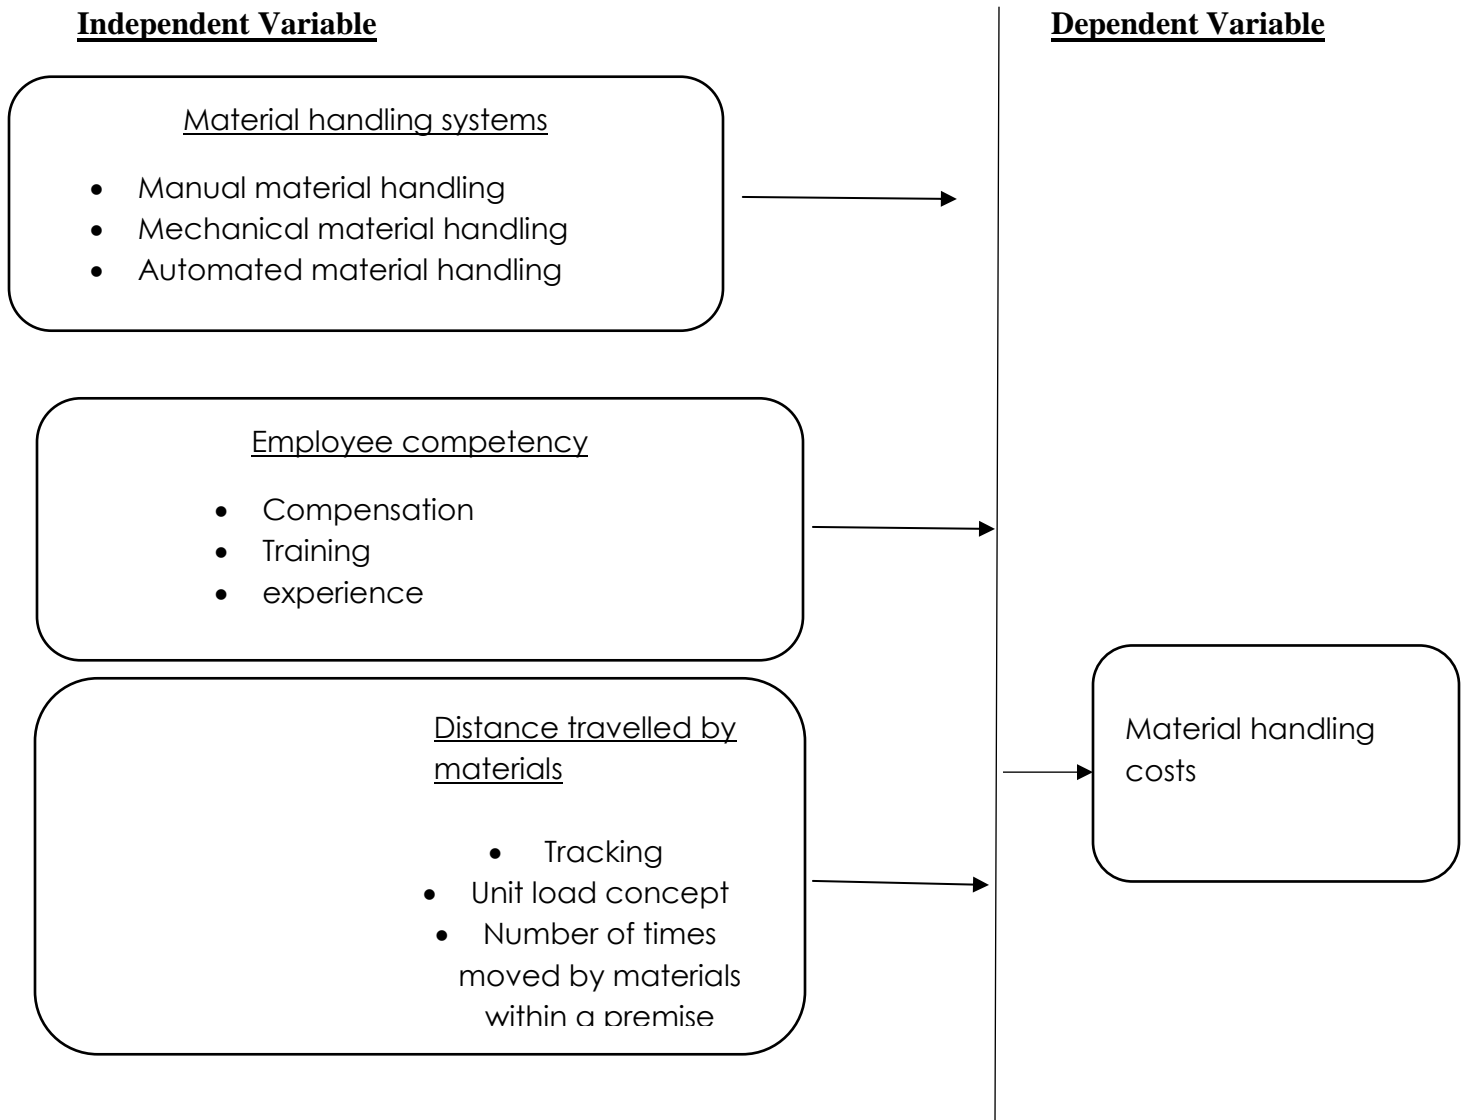 Independent Variable
Dependent Variable
Material handling systems
• Manual material handling
• Mechanical material handling
• Automated material handling
Employee competency
• Compensation
• Training
• experience
Distance travelled by
materials
• Tracking
• Unit load concept
• Number of times
moved by materials
within a premise
Material handling
costs